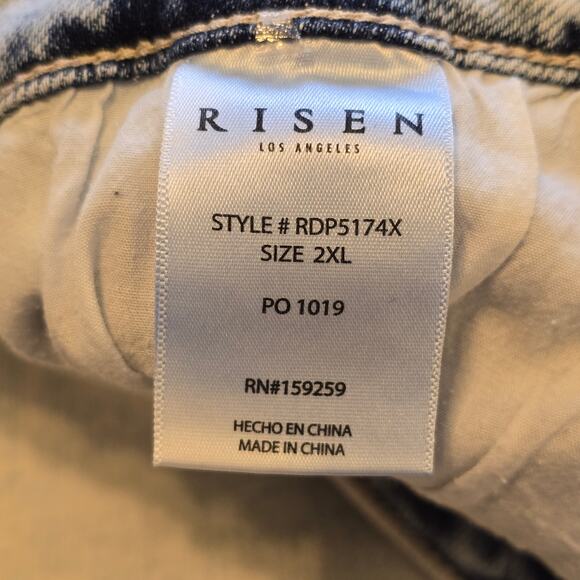 RISEN
LOS ANGELES
STYLE # RDP5174X
SIZE 2XL
PO 1019
RN#159259
HECHO EN CHINA
MADE IN CHINA